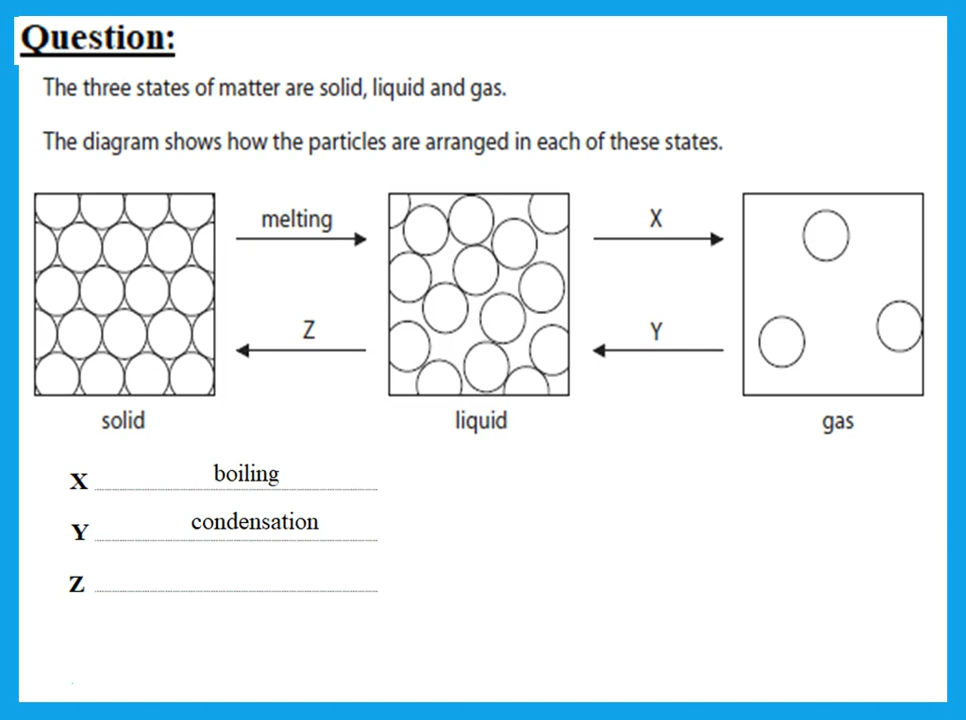 Question:
The three states of matter are solid, liquid and gas.
The diagram shows how the particles are arranged in each of these states.
melting
X
Z
Y
solid
liquid
gas
X boiling
Y condensation
Z